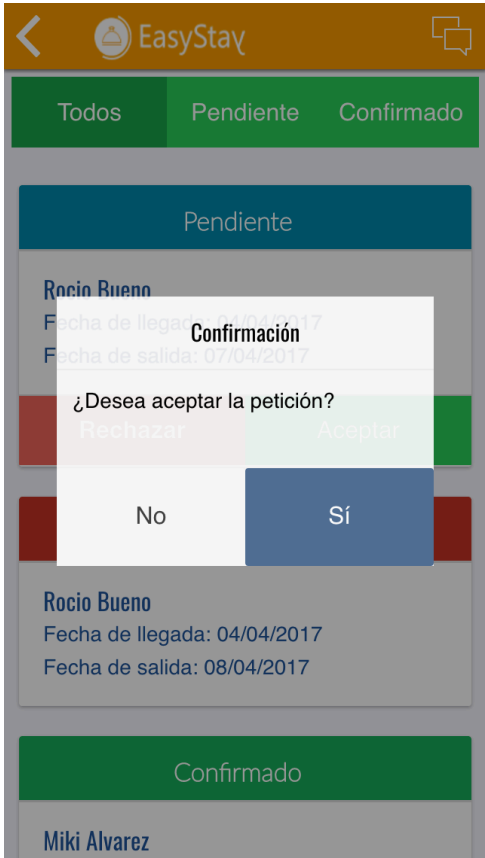 EasyStay
Todos Pendiente Confirmado
Pendiente
Rocio Bueno
Fecha de llegada: 04/04/2017
Fecha de salida: 07/04/2017
Confirmación
¿Desea aceptar la petición?
Rechazar Aceptar
No Sí
Rocio Bueno
Fecha de llegada: 04/04/2017
Fecha de salida: 08/04/2017
Confirmado
Miki Alvarez